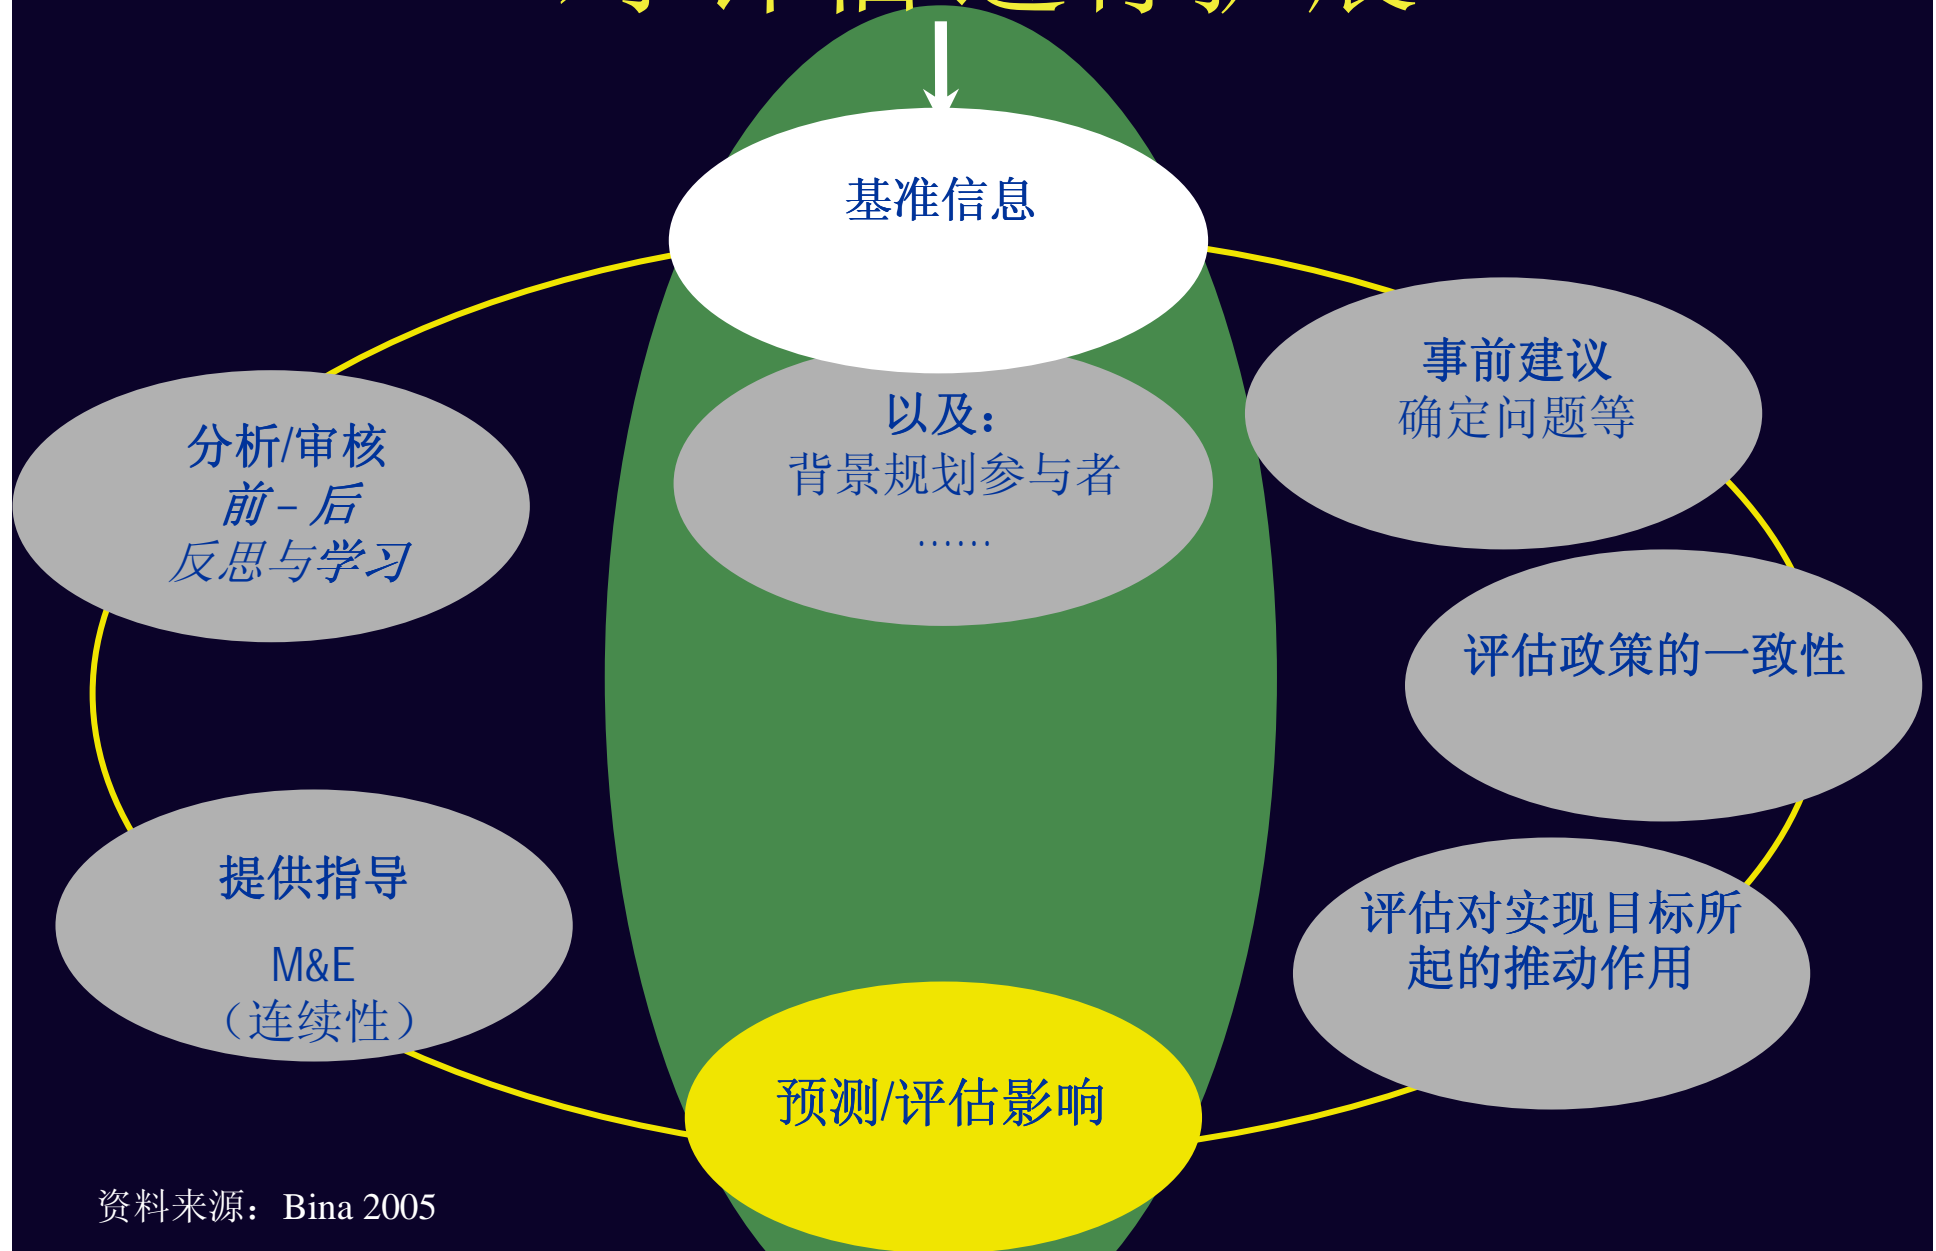 基准信息
以及：
背景规划参与者
……
事前建议
确定问题等
评估政策的一致性
评估对实现目标所
起的推动作用
预测/评估影响
提供指导
M&E
（连续性）
分析/审核
前－后
反思与学习
资料来源：Bina 2005